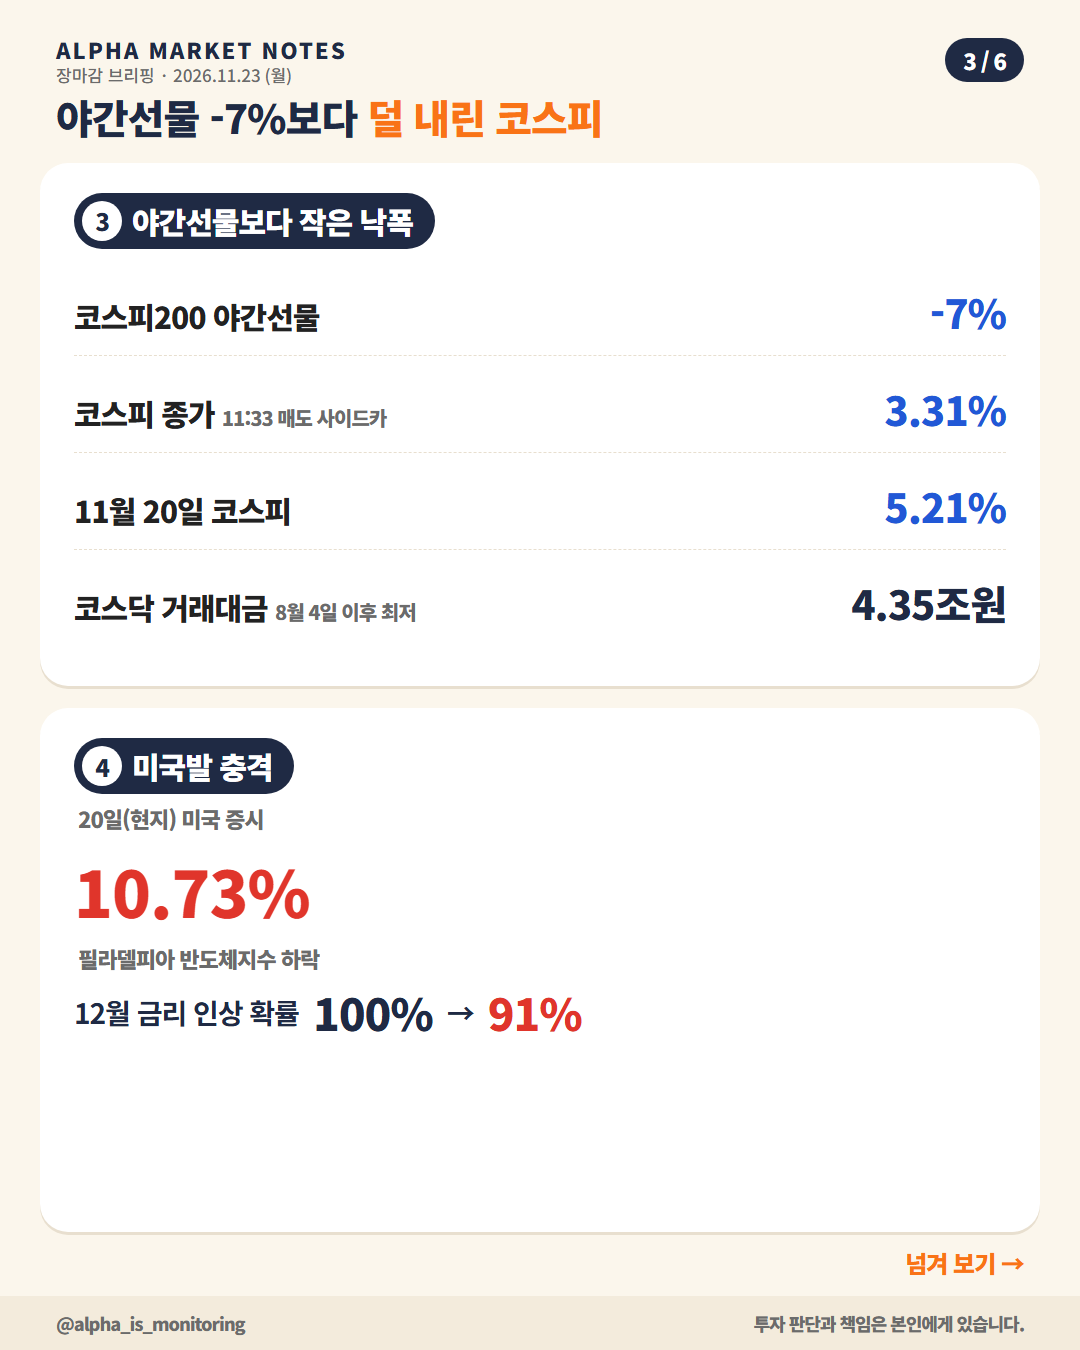 ALPHA MARKET NOTES
장마감 브리핑 · 2026.11.23 (월)
3 / 6
야간선물 -7%보다 덜 내린 코스피
3 야간선물보다 작은 낙폭
코스피200 야간선물 -7%
코스피 종가 11:33 매도 사이드카 3.31%
11월 20일 코스피 5.21%
코스닥 거래대금 8월 4일 이후 최저 4.35조원
4 미국발 충격
20일(현지) 미국 증시
10.73%
필라델피아 반도체지수 하락
12월 금리 인상 확률 100% → 91%
넘겨 보기 →
@alpha_is_monitoring
투자 판단과 책임은 본인에게 있습니다.